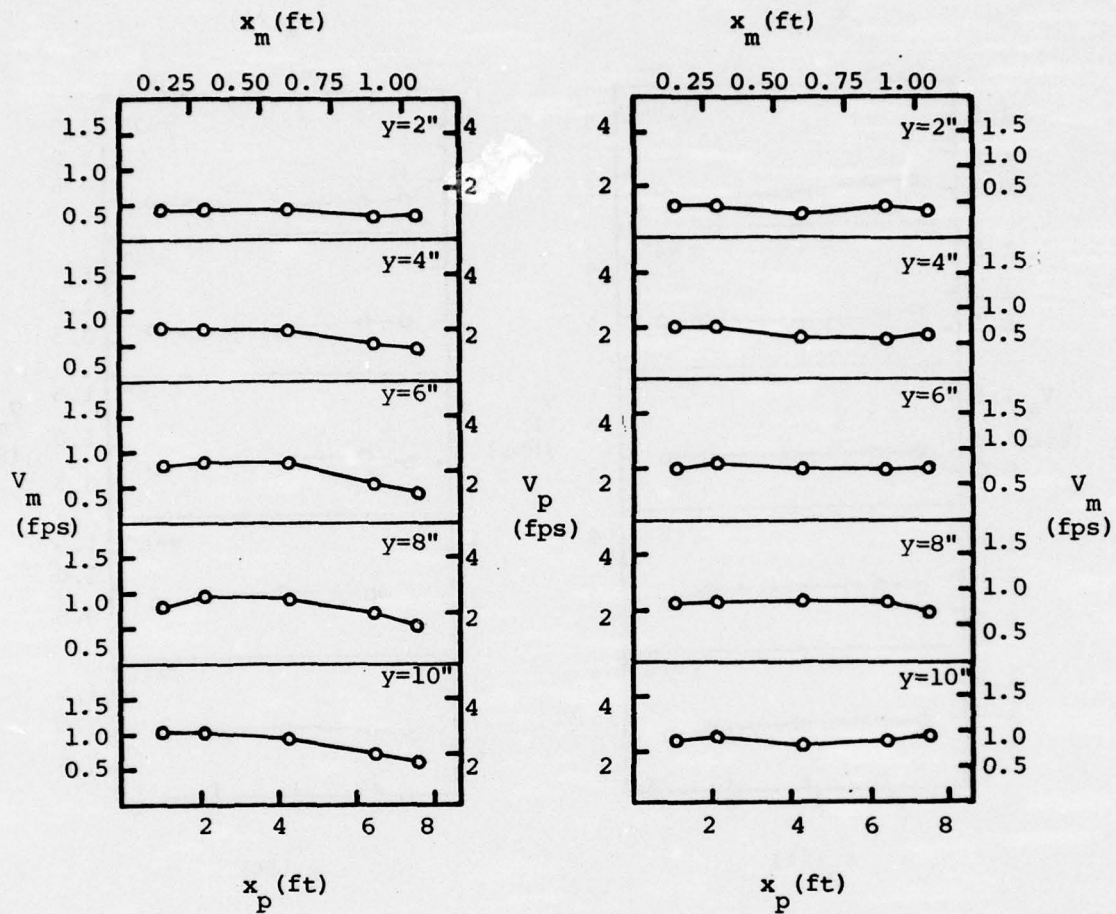 x_m (ft) x_m (ft)
0.25 0.50 0.75 1.00 0.25 0.50 0.75 1.00
1.5 y=2" 4 4 y=2" 1.5
1.0 2 2 1.0
0.5 0.5
1.5 y=4" 4 4 y=4" 1.5
1.0 2 2 1.0
0.5 0.5
1.5 y=6" 4 4 y=6" 1.5
1.0 2 2 1.0
0.5 0.5
V_m (fps) V_p (fps) V_m (fps)
1.5 y=8" 4 4 y=8" 1.5
1.0 2 2 1.0
0.5 0.5
1.5 y=10" 4 4 y=10" 1.5
1.0 2 2 1.0
0.5 0.5
2 4 6 8 2 4 6 8
x_p (ft) x_p (ft)